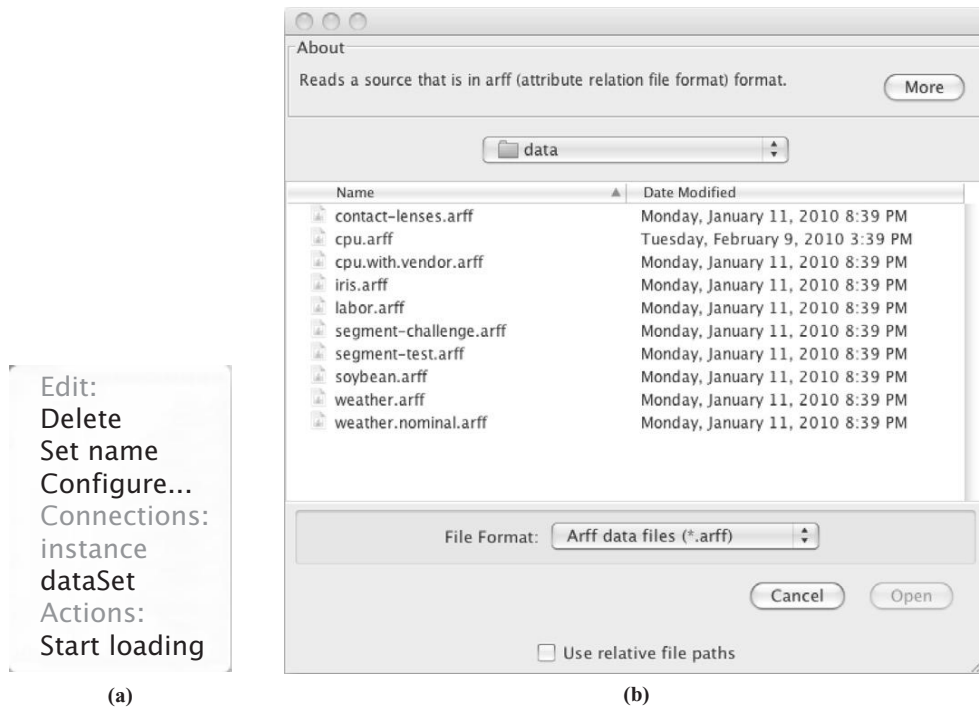 Edit:
Delete
Set name
Configure...
Connections:
instance
dataSet
Actions:
Start loading
(a)
About
Reads a source that is in arff (attribute relation file format) format.
More
data
Name Date Modified
contact-lenses.arff Monday, January 11, 2010 8:39 PM
cpu.arff Tuesday, February 9, 2010 3:39 PM
cpu.with.vendor.arff Monday, January 11, 2010 8:39 PM
iris.arff Monday, January 11, 2010 8:39 PM
labor.arff Monday, January 11, 2010 8:39 PM
segment-challenge.arff Monday, January 11, 2010 8:39 PM
segment-test.arff Monday, January 11, 2010 8:39 PM
soybean.arff Monday, January 11, 2010 8:39 PM
weather.arff Monday, January 11, 2010 8:39 PM
weather.nominal.arff Monday, January 11, 2010 8:39 PM
File Format: Arff data files (*.arff)
Cancel Open
Use relative file paths
(b)